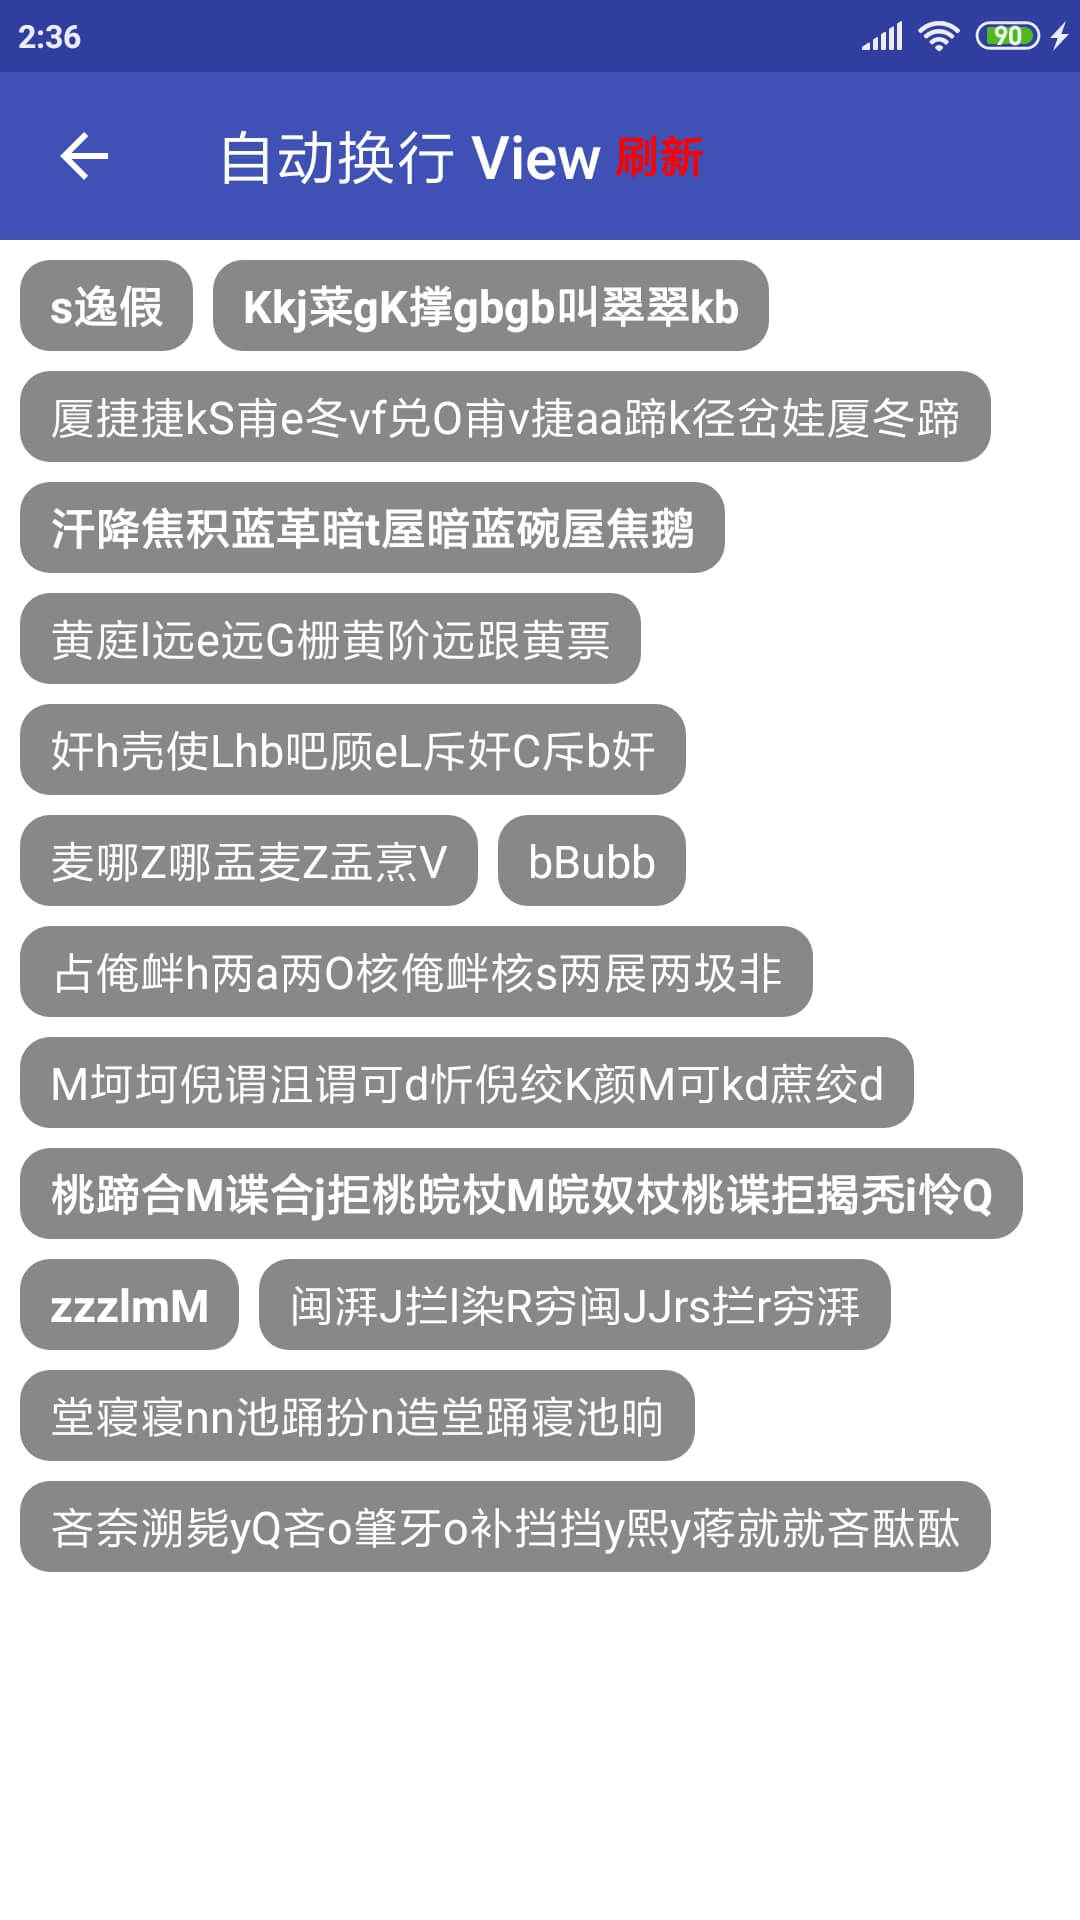 2:36 90
自动换行 View 刷新
s逸假 Kkj菜gK撑gbgb叫翠翠kb
厦捷捷kS甫e冬vf兑O甫v捷aa蹄k径岔娃厦冬蹄
汗降焦积蓝革暗t屋暗蓝碗屋焦鹅
黄庭l远e远G栅黄阶远跟黄票
奸h壳使Lhb吧顾eL斥奸C斥b奸
麦哪Z哪盂麦Z盂烹V bBubb
占俺衅h两a两O核俺衅核s两展两圾非
M坷坷倪谓沮谓可d忻倪绞K颜M可kd蔗绞d
桃蹄合M谍合j拒桃皖杖M皖奴杖桃谍拒揭秃i怜Q
zzzlmM 闽湃J拦l染R穷闽JJrs拦r穷湃
堂寝寝nn池踊扮n造堂踊寝池晌
吝奈溯毙yQ吝o肇牙o补挡挡y熙y蒋就就吝酞酞